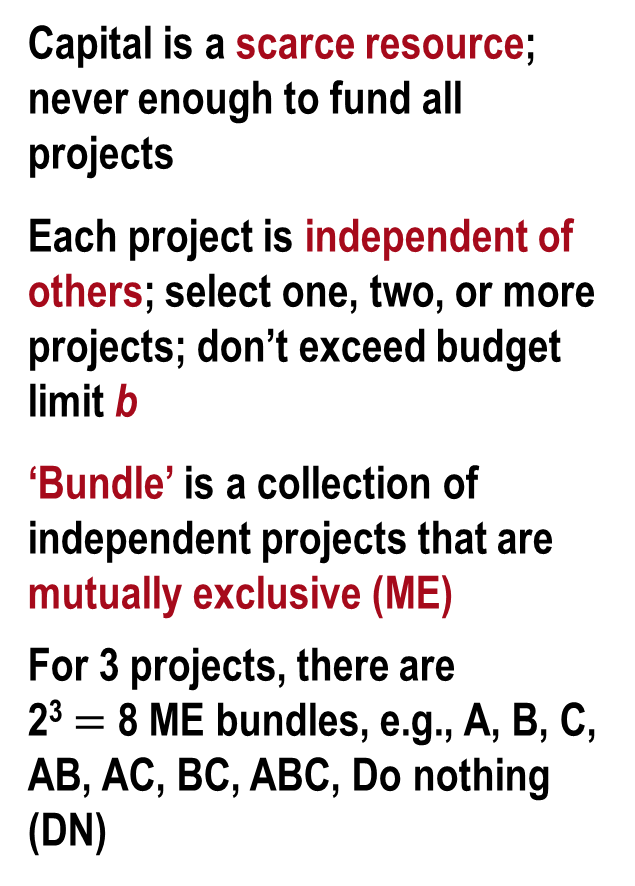 Capital is a scarce resource;
never enough to fund all
projects
Each project is independent of
others; select one, two, or more
projects; don’t exceed budget
limit b
‘Bundle’ is a collection of
independent projects that are
mutually exclusive (ME)
For 3 projects, there are
2³ = 8 ME bundles, e.g., A, B, C,
AB, AC, BC, ABC, Do nothing
(DN)